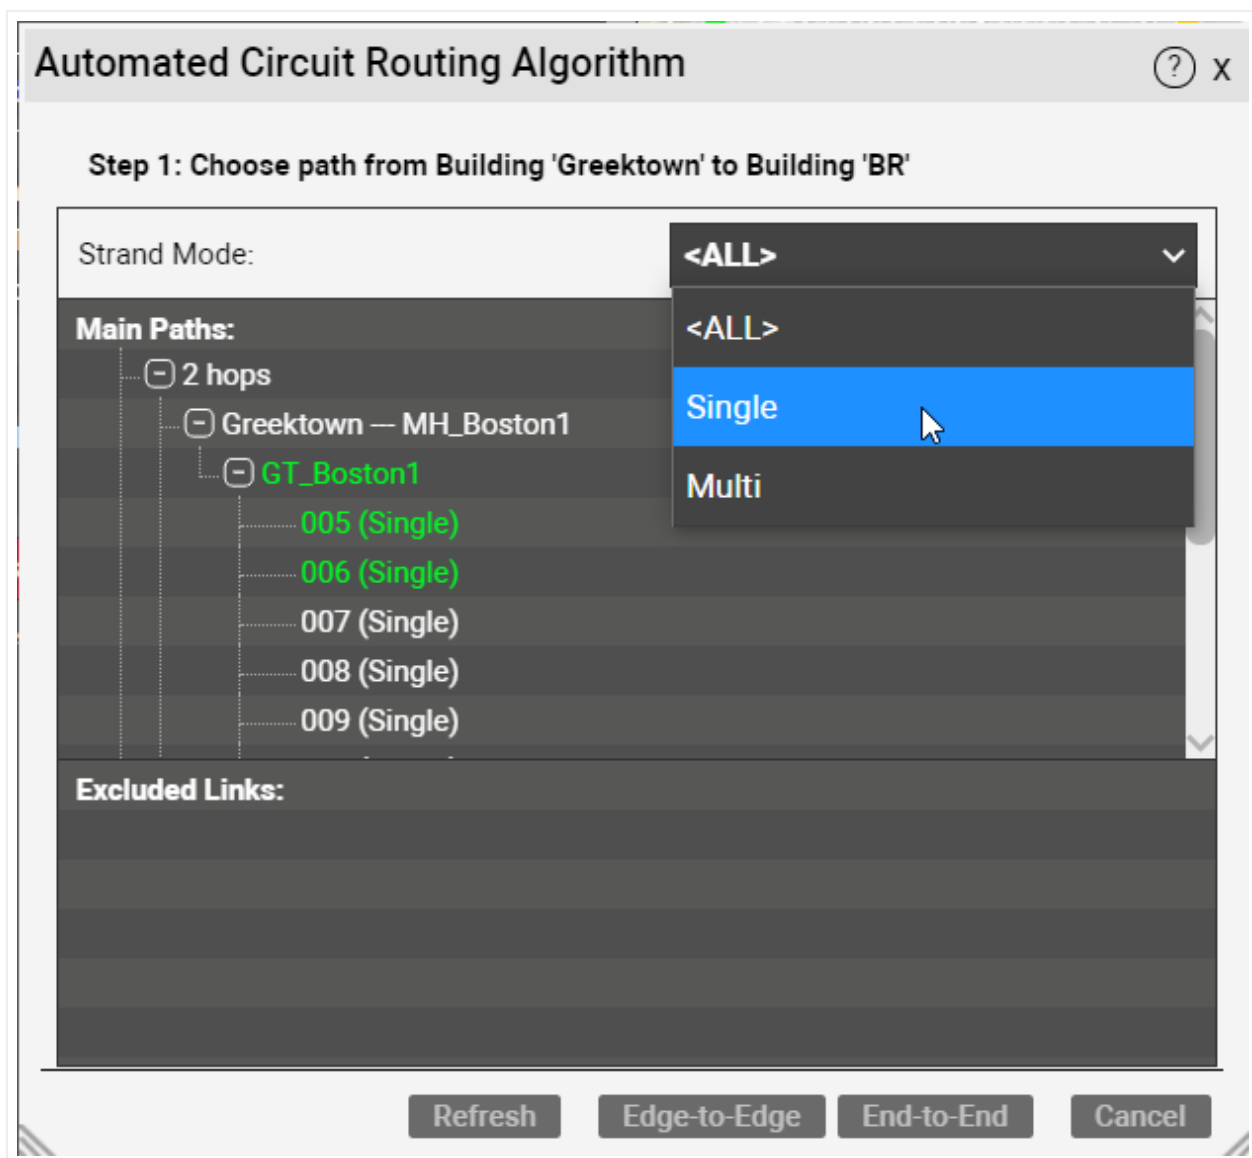 Automated Circuit Routing Algorithm ? x
Step 1: Choose path from Building 'Greektown' to Building 'BR'
Strand Mode: <ALL>
<ALL>
Single
Multi
Main Paths:
2 hops
Greektown --- MH_Boston1
GT_Boston1
005 (Single)
006 (Single)
007 (Single)
008 (Single)
009 (Single)
Excluded Links:
Refresh Edge-to-Edge End-to-End Cancel